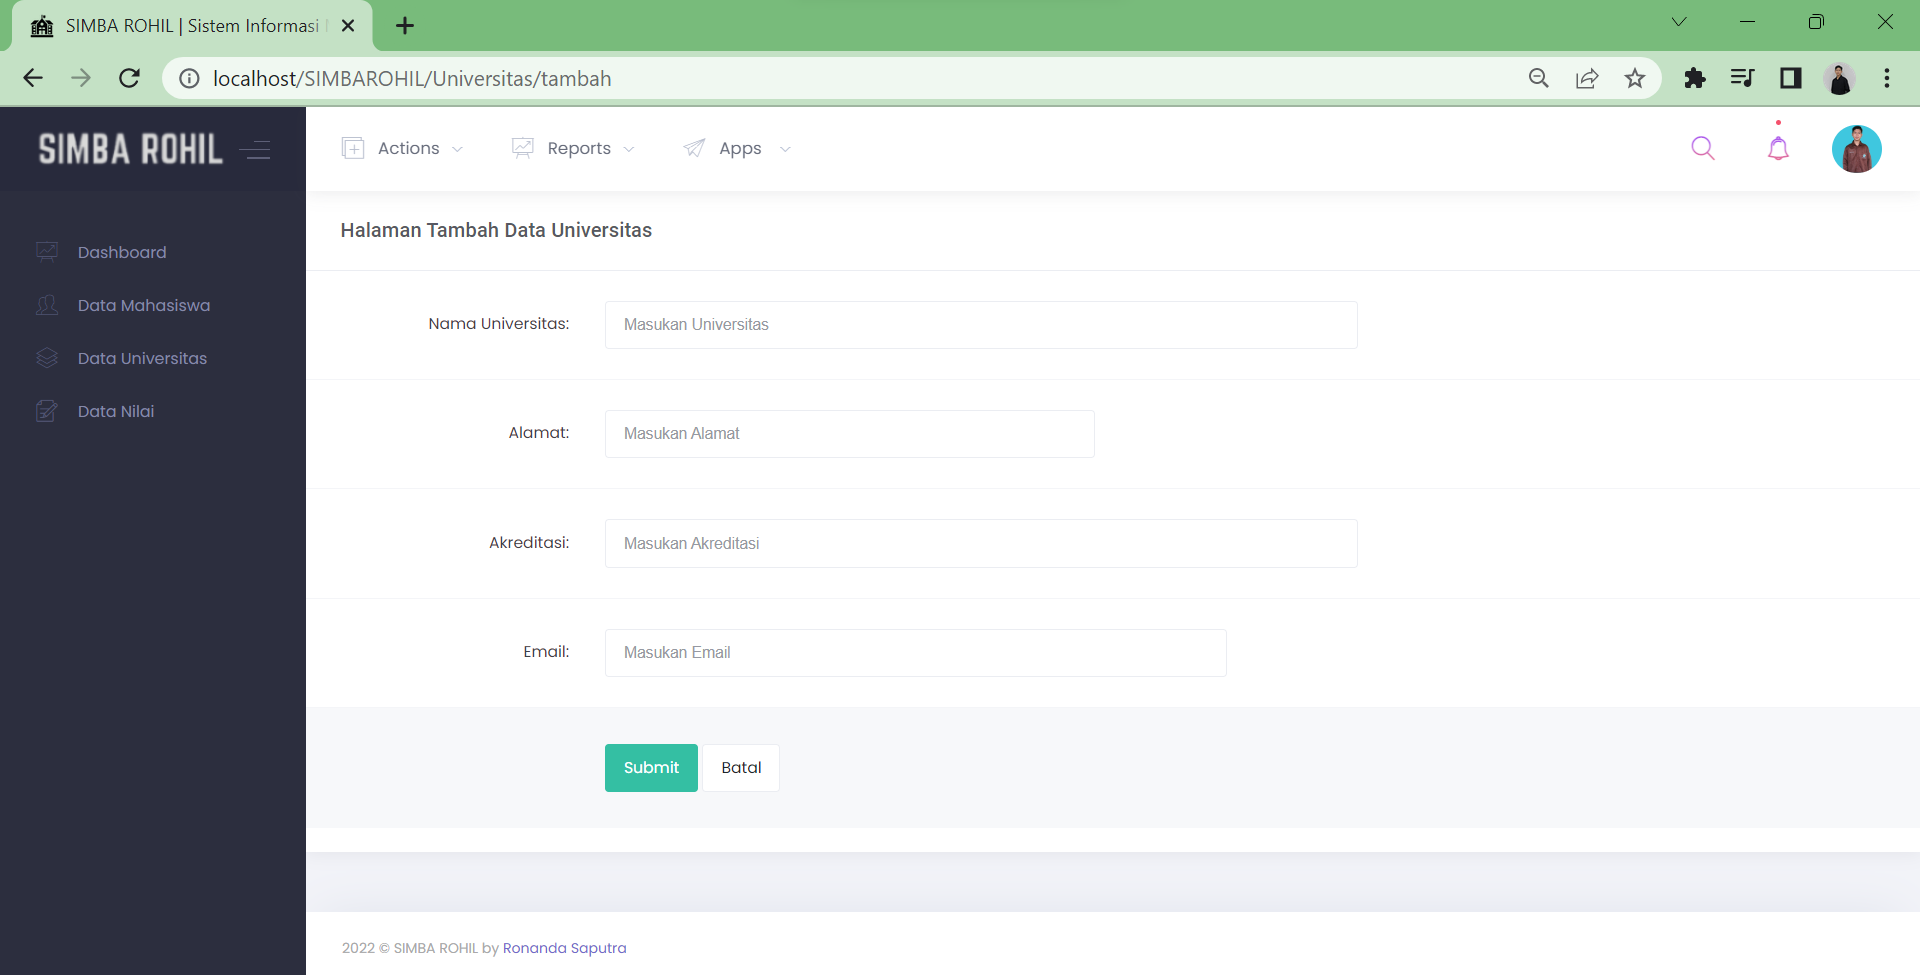 SIMBA ROHIL | Sistem Informasi
localhost/SIMBAROHIL/Universitas/tambah
SIMBA ROHIL
Actions
Reports
Apps
Dashboard
Data Mahasiswa
Data Universitas
Data Nilai
Halaman Tambah Data Universitas
Nama Universitas:
Masukan Universitas
Alamat:
Masukan Alamat
Akreditasi:
Masukan Akreditasi
Email:
Masukan Email
Submit
Batal
2022 © SIMBA ROHIL by Ronanda Saputra